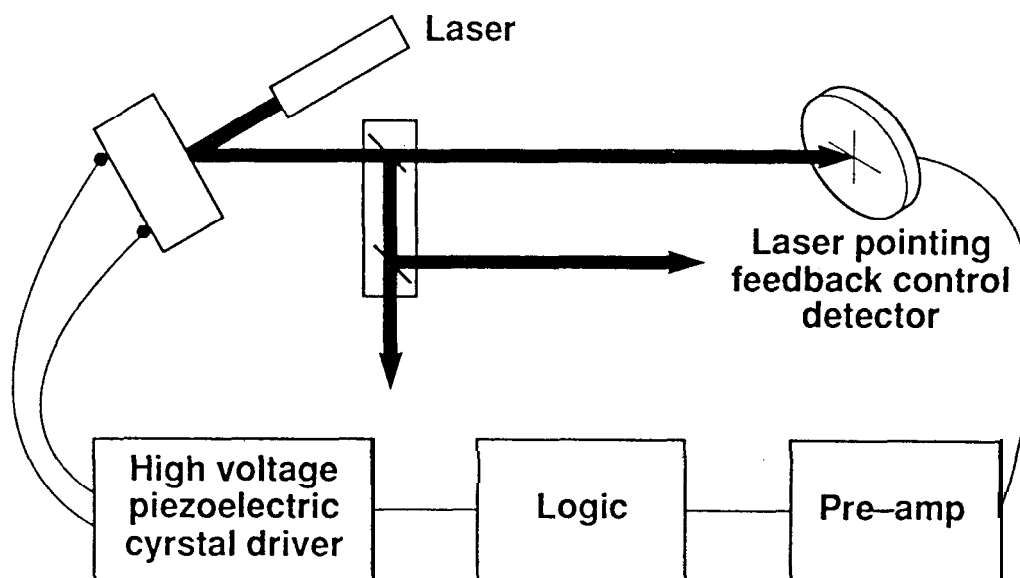 Laser
Laser pointing
feedback control
detector
High voltage
piezoelectric
cyrstal driver
Logic
Pre–amp